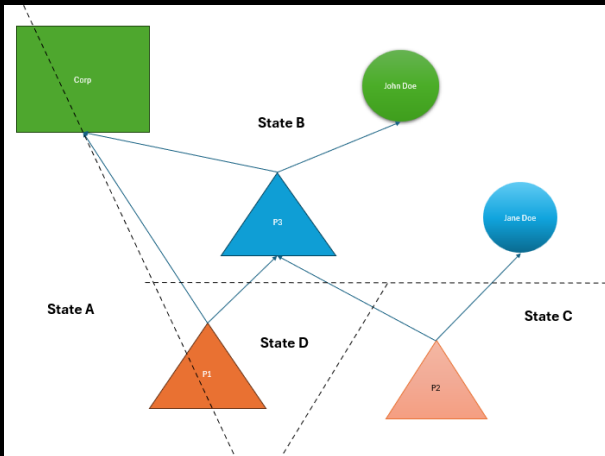 Corp
John Doe
State B
P3
Jane Doe
State A
State C
State D
P1
P2